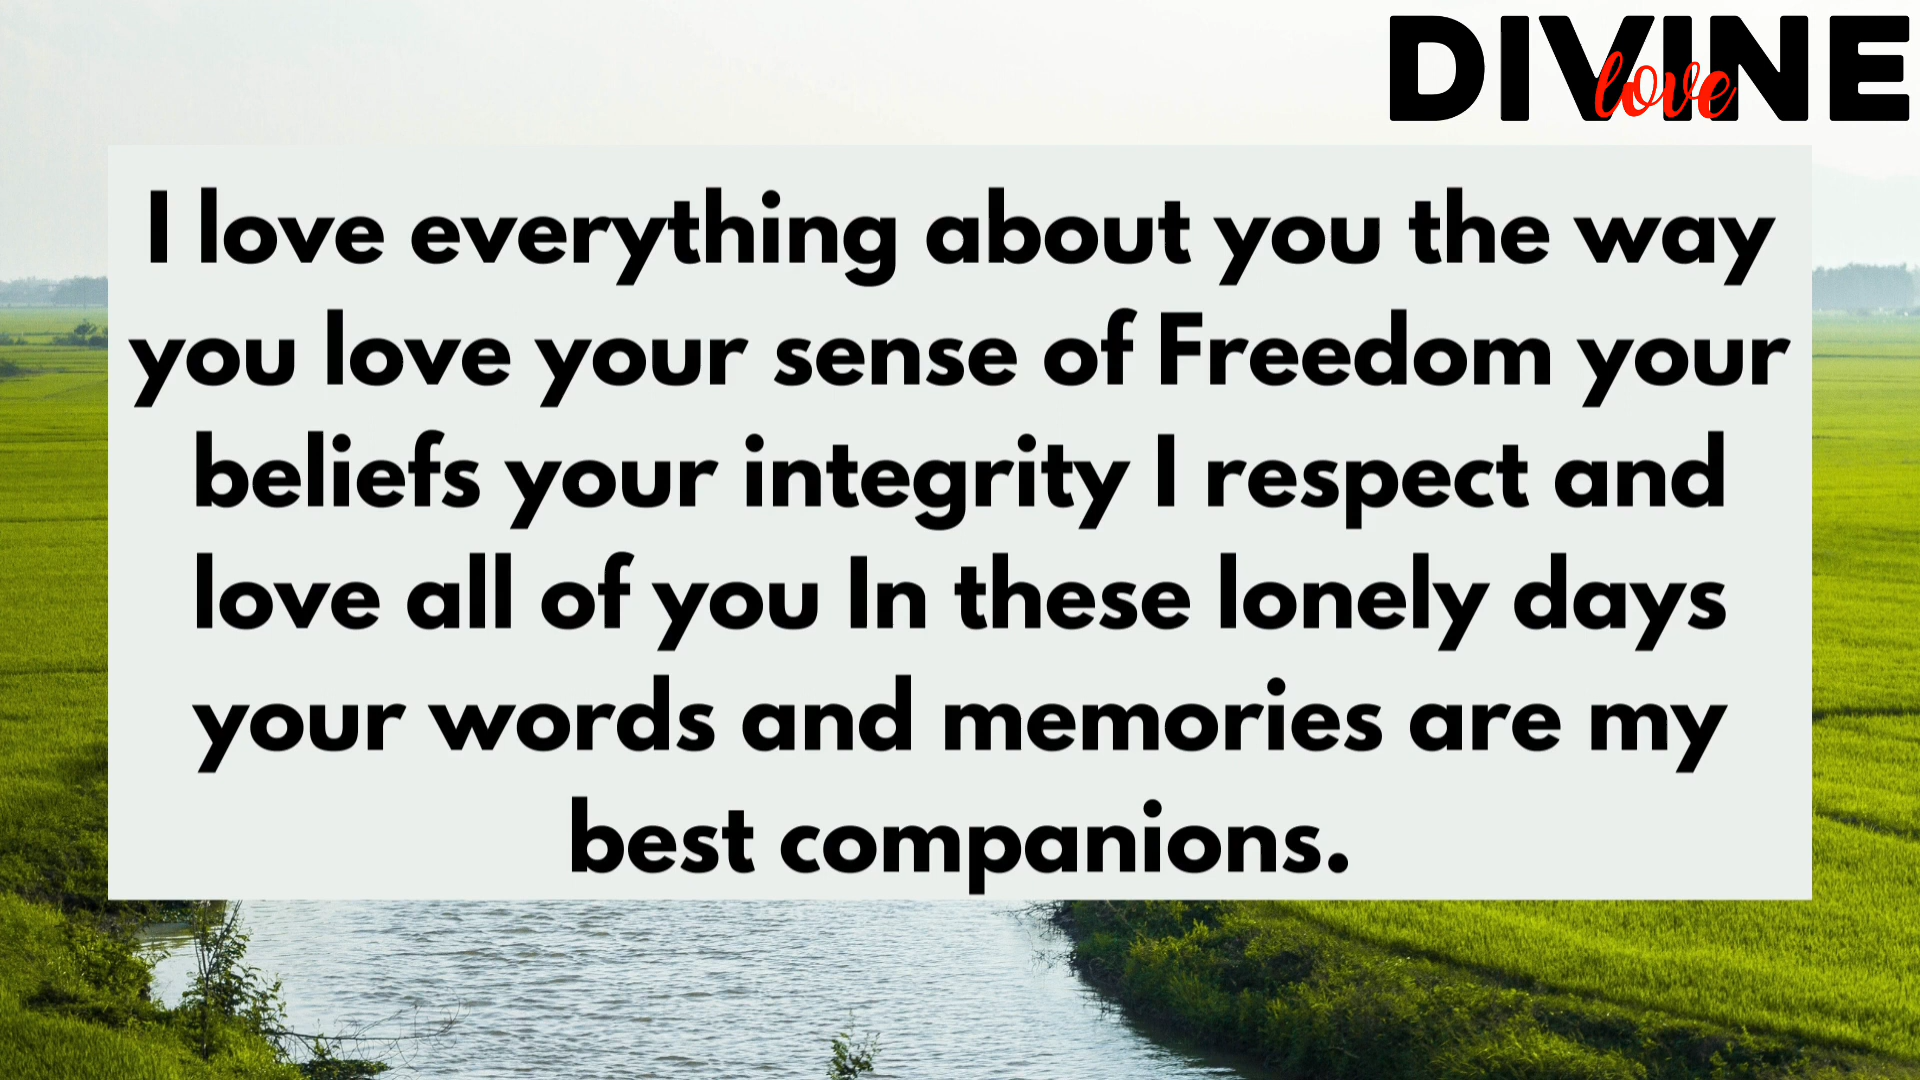 DIVINE
love
I love everything about you the way
you love your sense of Freedom your
beliefs your integrity I respect and
love all of you In these lonely days
your words and memories are my
best companions.